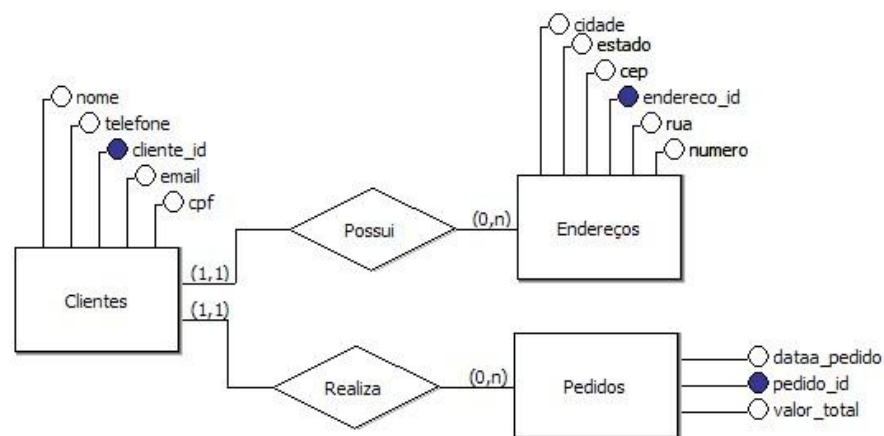 cidade
estado
cep
endereco_id
rua
numero
nome
telefone
cliente_id
email
cpf
Possui
(0,n)
Endereços
(1,1)
Clientes
(1,1)
Realiza
(0,n)
Pedidos
dataa_pedido
pedido_id
valor_total